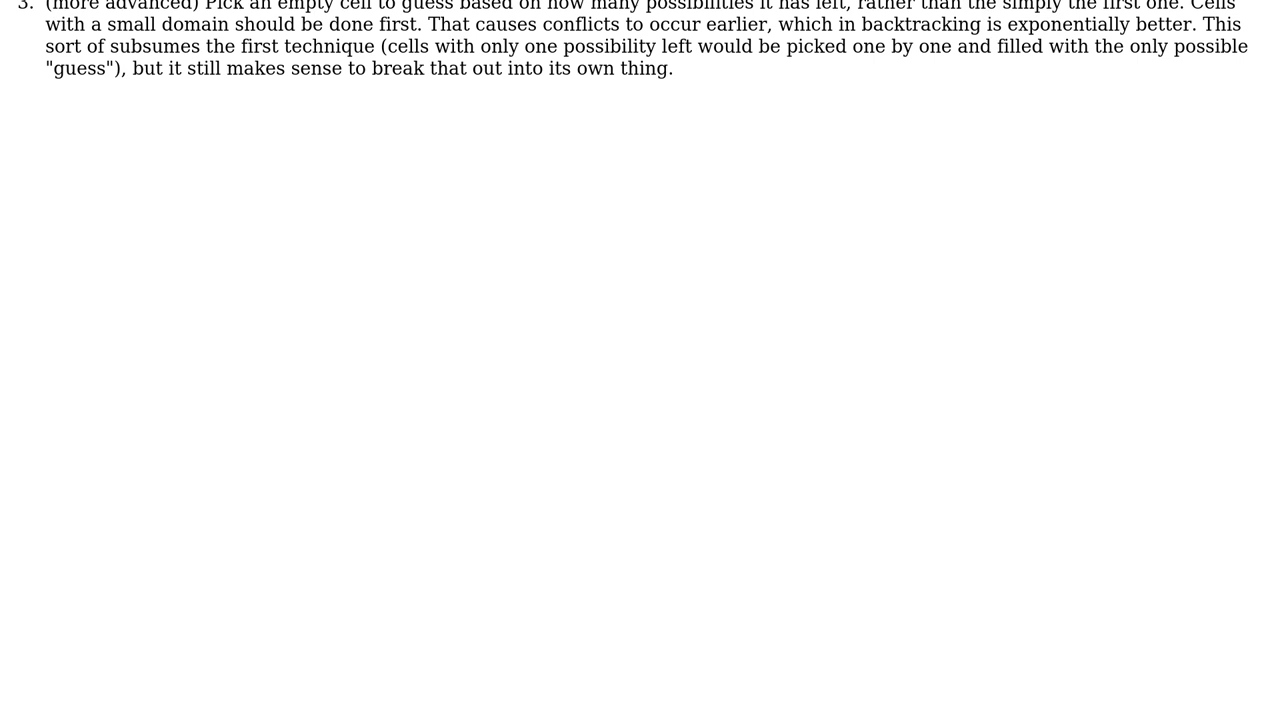 3. (more advanced) Pick an empty cell to guess based on how many possibilities it has left, rather than the simply the first one. Cells
with a small domain should be done first. That causes conflicts to occur earlier, which in backtracking is exponentially better. This
sort of subsumes the first technique (cells with only one possibility left would be picked one by one and filled with the only possible
"guess"), but it still makes sense to break that out into its own thing.